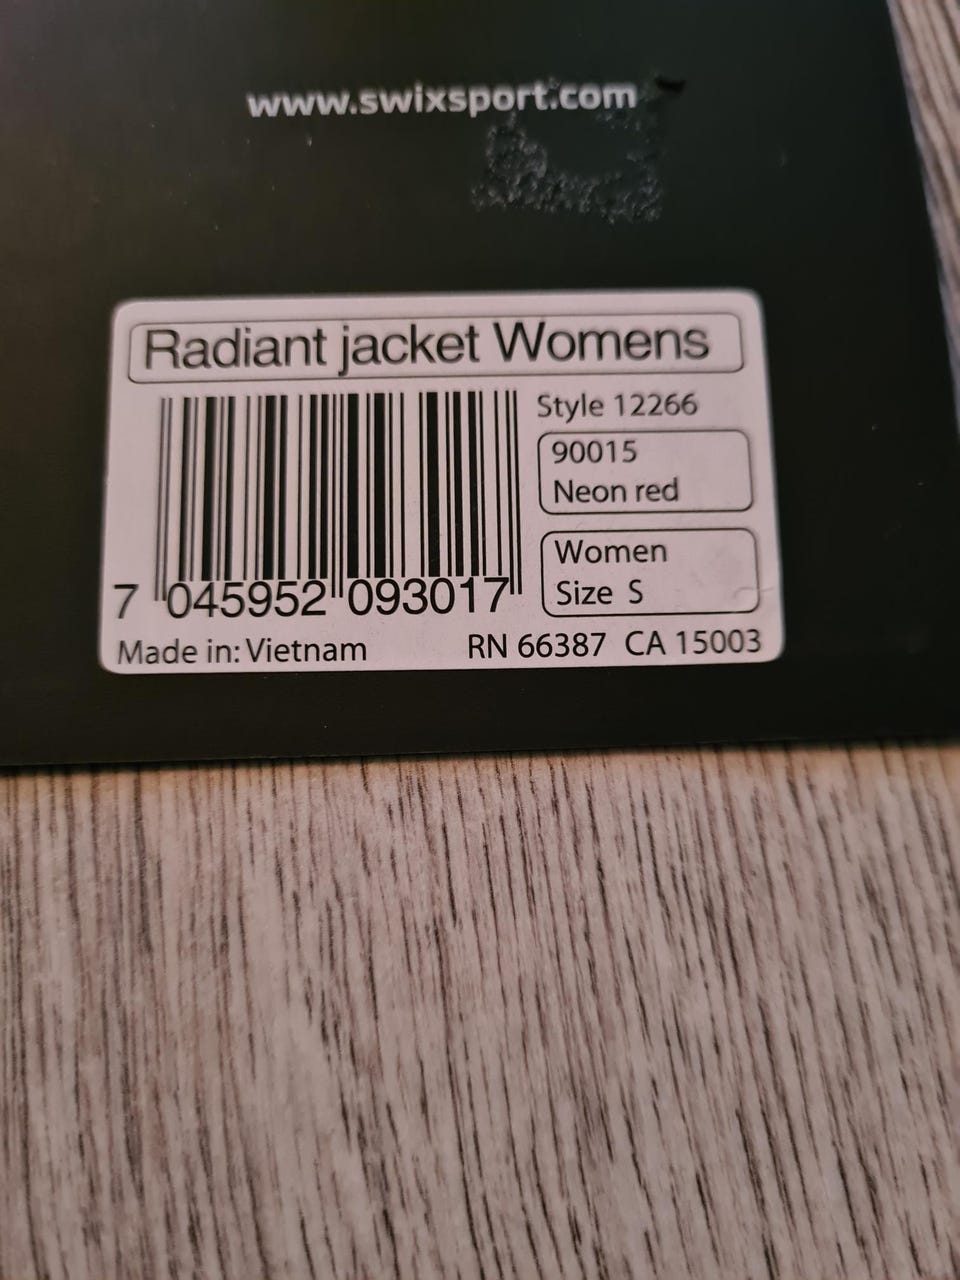 www.swixsport.com
Radiant jacket Womens
Style 12266
90015
Neon red
Women
Size S
7 045952 093017
Made in: Vietnam RN 66387 CA 15003